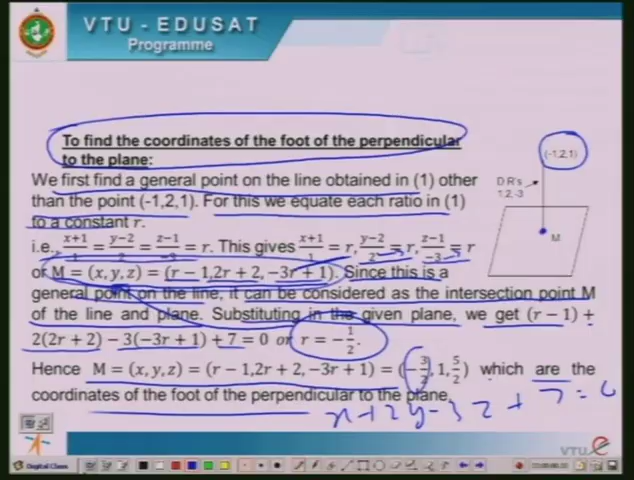 VTU - EDUSAT
Programme
To find the coordinates of the foot of the perpendicular
to the plane:
We first find a general point on the line obtained in (1) other
than the point (-1,2,1). For this we equate each ratio in (1)
to a constant r.
i.e., x+1/1 = y-2/2 = z-1/-3 = r. This gives x+1/1 = r, y-2/2 = r, z-1/-3 = r
or M = (x, y, z) = (r − 1,2r + 2, −3r + 1). Since this is a
general point on the line, it can be considered as the intersection point M
of the line and plane. Substituting in the given plane, we get (r − 1) +
2(2r + 2) − 3(−3r + 1) + 7 = 0 or r = −1/2.
Hence M = (x, y, z) = (r − 1,2r + 2, −3r + 1) = (−3/2, 1, 5/2) which are the
coordinates of the foot of the perpendicular to the plane.
(-1,2,1)
D R's
1,2,-3
M
x+2y-3z+7=0
VTU e
Digital Class